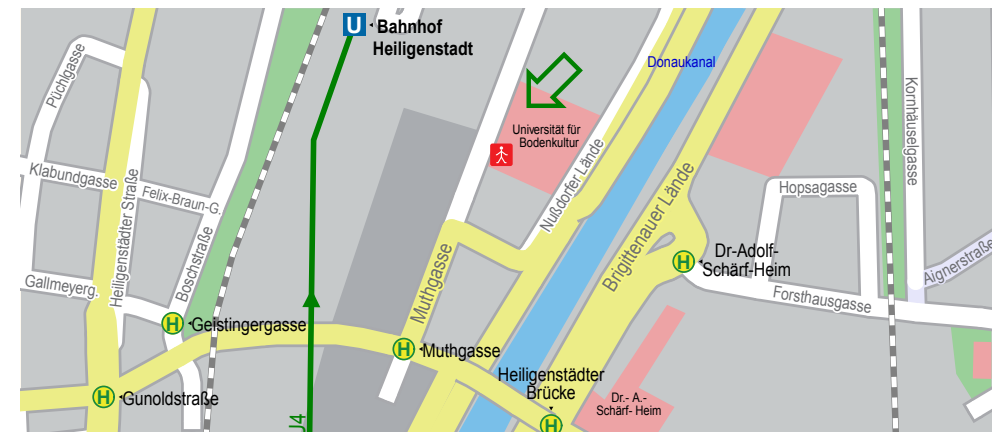 U
Bahnhof
Heiligenstadt
Donaukanal
Püchlgasse
Universität für
Bodenkultur
Kornhäuselgasse
Klabundgasse
Felix-Braun-G.
Heiligenstädter Straße
Nußdorfer Lände
Brigittenauer Lände
Hopsagasse
Boschstraße
Muthgasse
Dr-Adolf-
Schärf-Heim
Aignerstraße
Gallmeyerg.
Forsthausgasse
H
Geistingergasse
H
Muthgasse
H
Heiligenstädter
Brücke
H
Gunoldstraße
Dr.- A.-
Schärf- Heim
H
U4